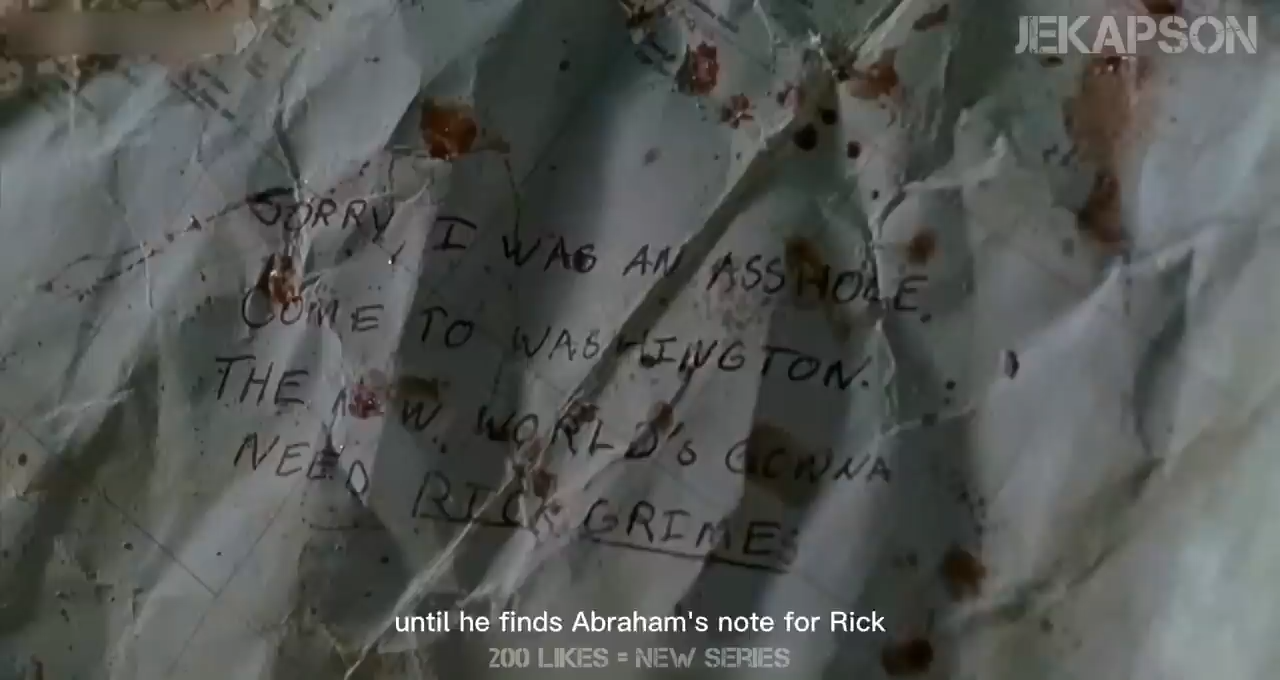 JEKAPSON
SORRY, I WAS AN ASSHOLE.
COME TO WASHINGTON.
THE NEW WORLD'S GONNA
NEED RICK GRIMES
until he finds Abraham's note for Rick
200 LIKES = NEW SERIES